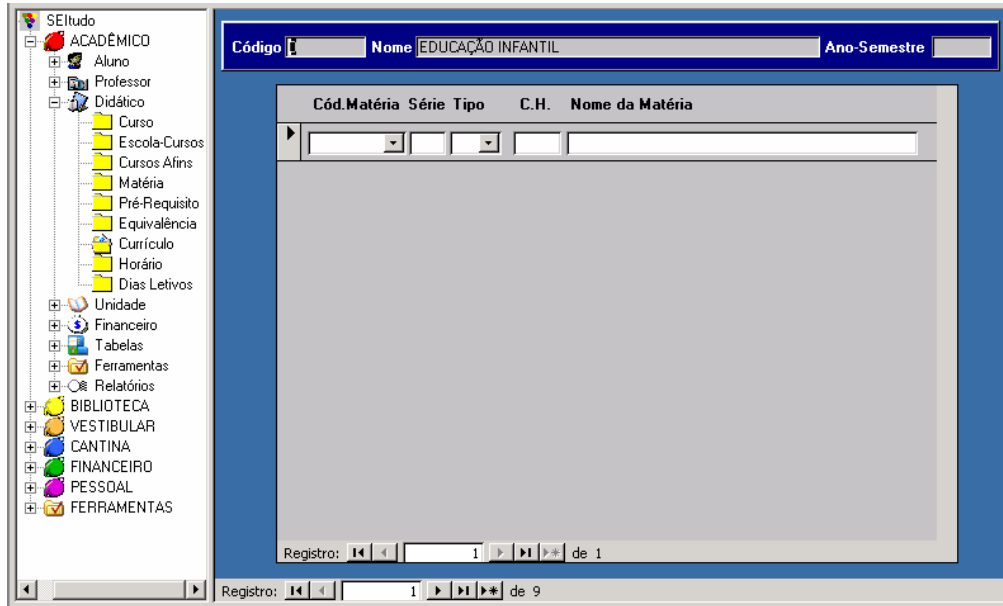 SEItudo
ACADÊMICO
Aluno
Professor
Didático
Curso
Escola-Cursos
Cursos Afins
Matéria
Pré-Requisito
Equivalência
Currículo
Horário
Dias Letivos
Unidade
Financeiro
Tabelas
Ferramentas
Relatórios
BIBLIOTECA
VESTIBULAR
CANTINA
FINANCEIRO
PESSOAL
FERRAMENTAS
Código Nome EDUCAÇÃO INFANTIL Ano-Semestre
Cód.Matéria Série Tipo C.H. Nome da Matéria
Registro: 1 de 1
Registro: 1 de 9